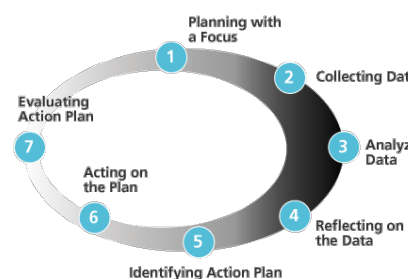 1
Planning with
a Focus
2
Collecting Dat
3
Analyz
Data
4
Reflecting on
the Data
5
Identifying Action Plan
6
Acting on
the Plan
7
Evaluating
Action Plan